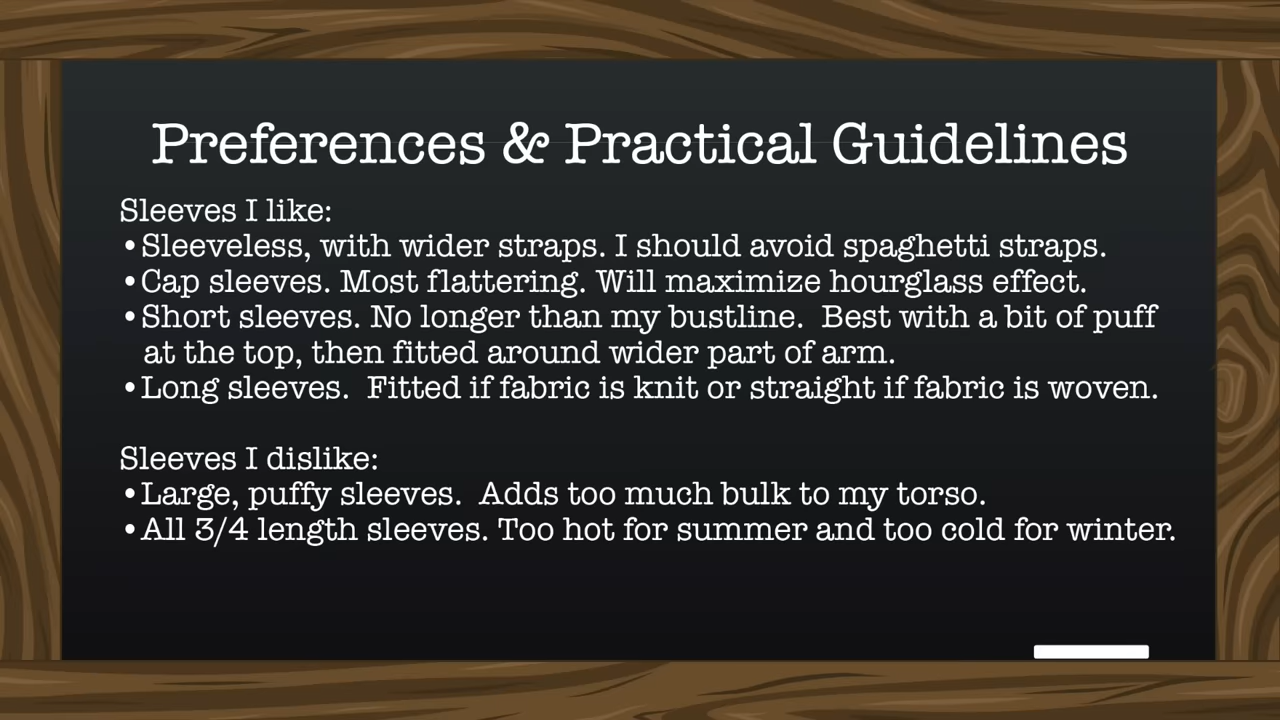 Preferences & Practical Guidelines
Sleeves I like:
•Sleeveless, with wider straps. I should avoid spaghetti straps.
•Cap sleeves. Most flattering. Will maximize hourglass effect.
•Short sleeves. No longer than my bustline.  Best with a bit of puff
at the top, then fitted around wider part of arm.
•Long sleeves.  Fitted if fabric is knit or straight if fabric is woven.
Sleeves I dislike:
•Large, puffy sleeves.  Adds too much bulk to my torso.
•All 3/4 length sleeves. Too hot for summer and too cold for winter.